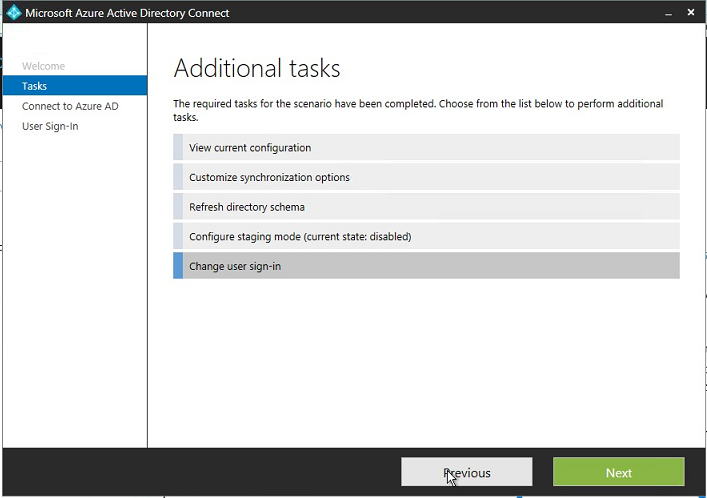 Microsoft Azure Active Directory Connect
Welcome
Tasks
Connect to Azure AD
User Sign-In
Additional tasks
The required tasks for the scenario have been completed. Choose from the list below to perform additional
tasks.
View current configuration
Customize synchronization options
Refresh directory schema
Configure staging mode (current state: disabled)
Change user sign-in
Previous
Next